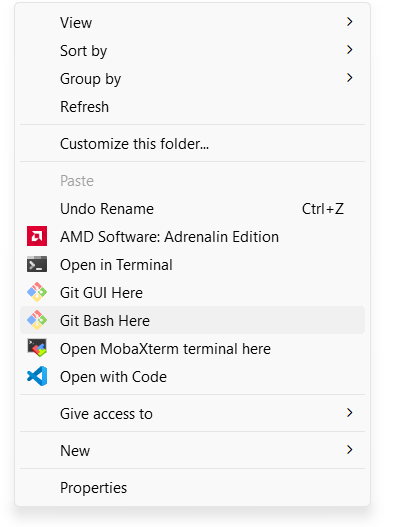 View
Sort by
Group by
Refresh
Customize this folder...
Paste
Undo Rename Ctrl+Z
AMD Software: Adrenalin Edition
Open in Terminal
Git GUI Here
Git Bash Here
Open MobaXterm terminal here
Open with Code
Give access to
New
Properties